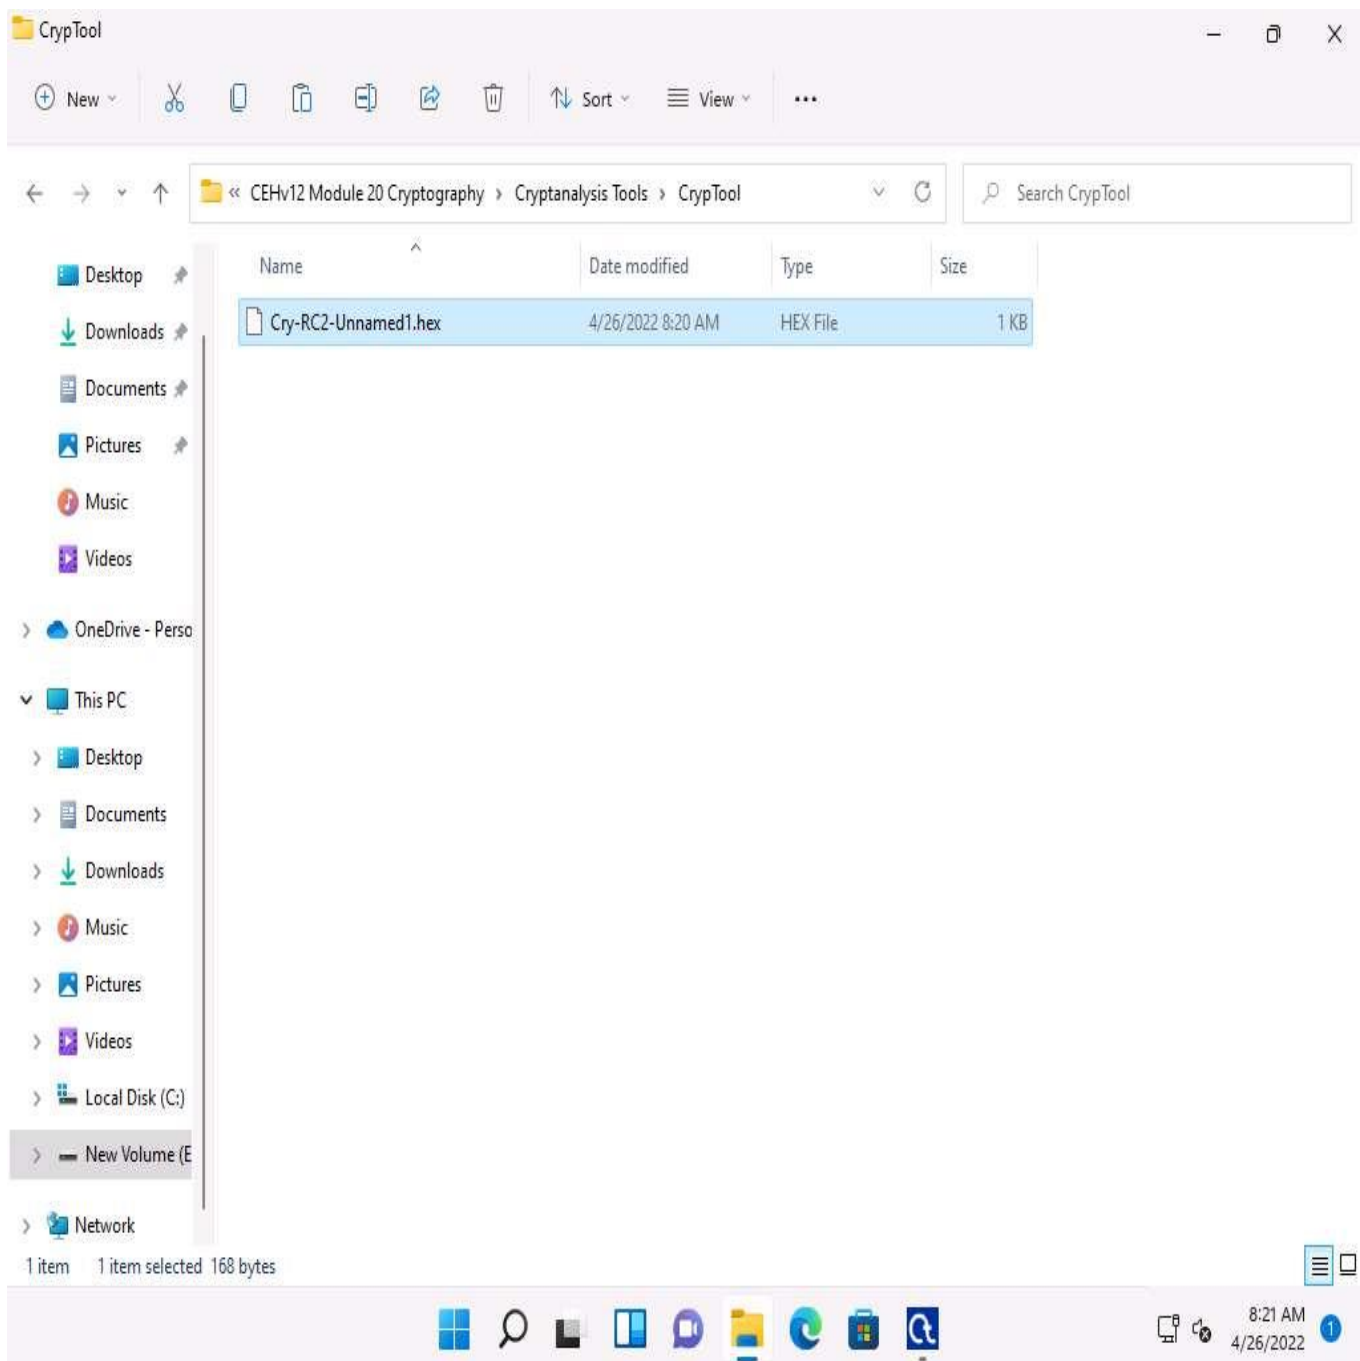 CrypTool
New Sort View
« CEHv12 Module 20 Cryptography > Cryptanalysis Tools > CrypTool Search CrypTool
Name Date modified Type Size
Cry-RC2-Unnamed1.hex 4/26/2022 8:20 AM HEX File 1 KB
Desktop
Downloads
Documents
Pictures
Music
Videos
OneDrive - Perso
This PC
Desktop
Documents
Downloads
Music
Pictures
Videos
Local Disk (C:)
New Volume (E
Network
1 item 1 item selected 168 bytes
8:21 AM
4/26/2022 1